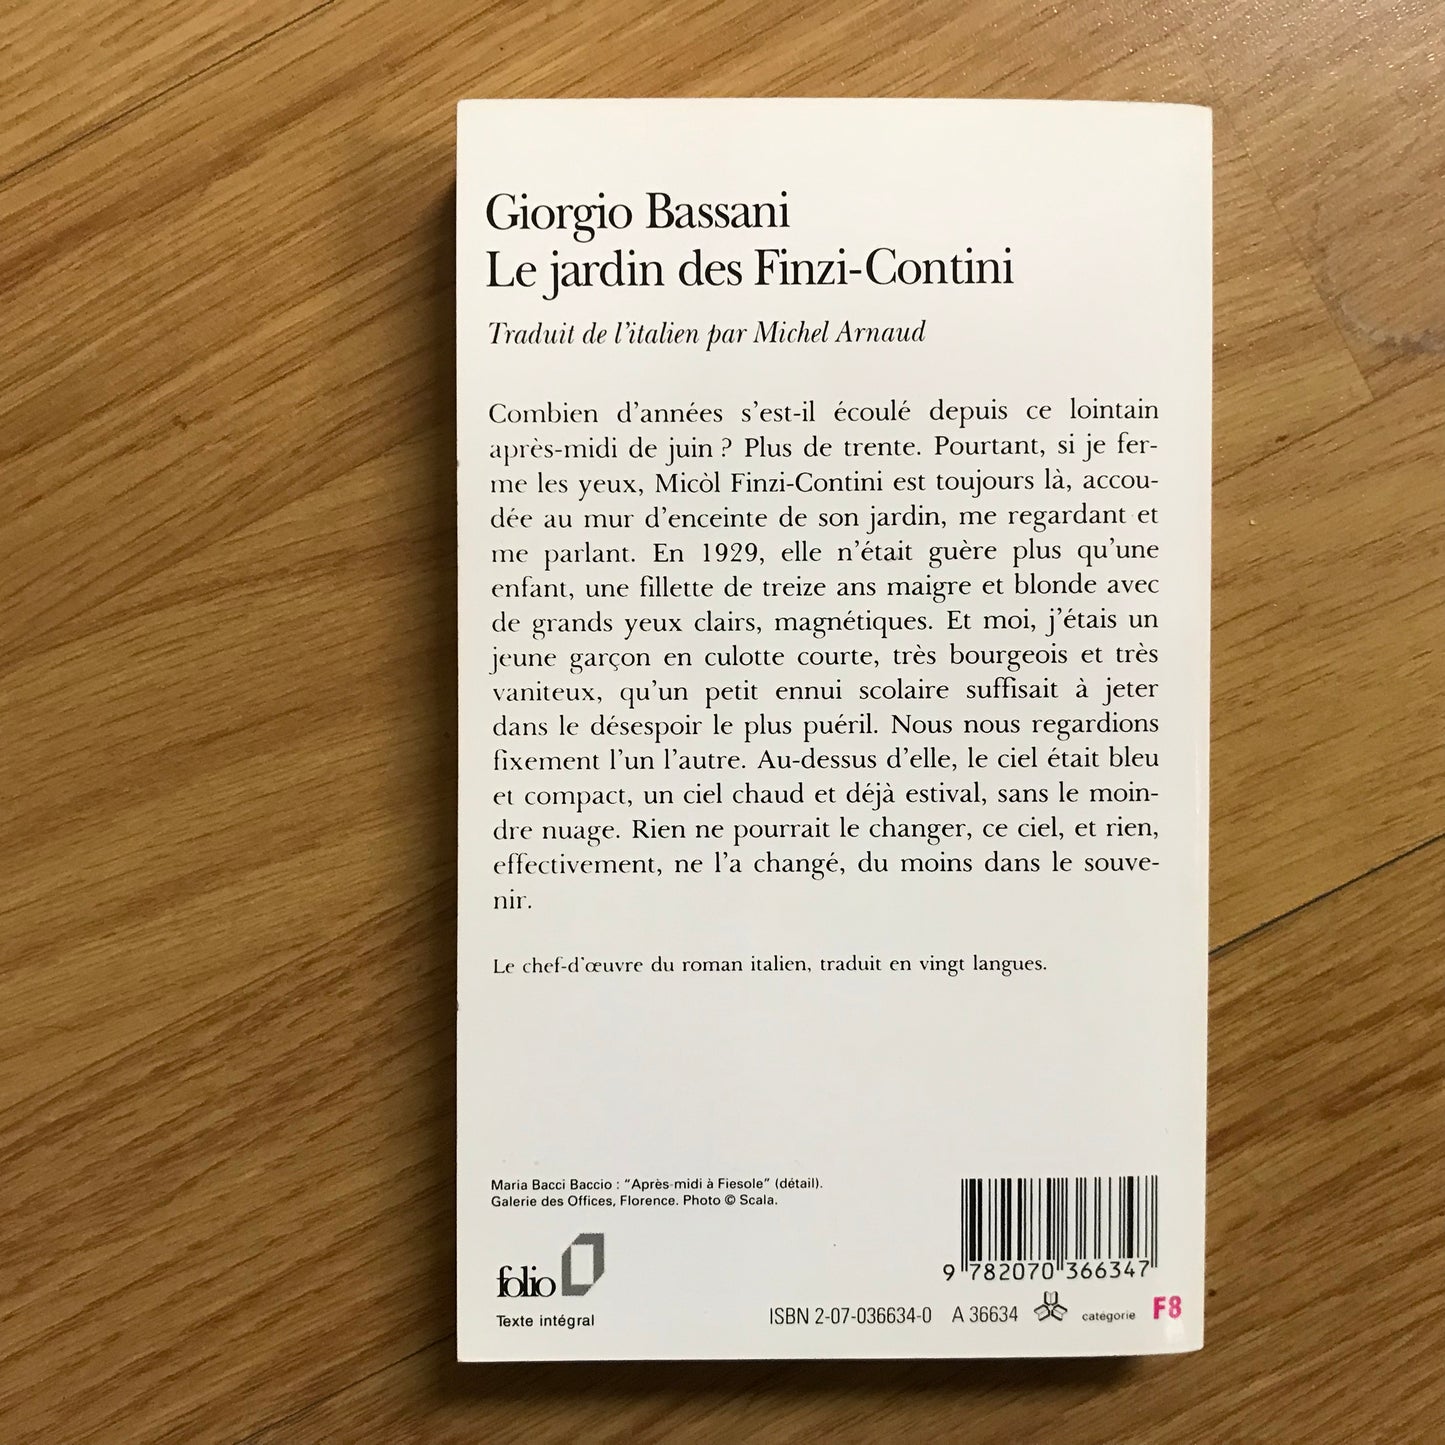 Giorgio Bassani
Le jardin des Finzi-Contini
Traduit de l'italien par Michel Arnaud
Combien d'années s'est-il écoulé depuis ce lointain
après-midi de juin ? Plus de trente. Pourtant, si je fer-
me les yeux, Micòl Finzi-Contini est toujours là, accou-
dée au mur d'enceinte de son jardin, me regardant et
me parlant. En 1929, elle n'était guère plus qu'une
enfant, une fillette de treize ans maigre et blonde avec
de grands yeux clairs, magnétiques. Et moi, j'étais un
jeune garçon en culotte courte, très bourgeois et très
vaniteux, qu'un petit ennui scolaire suffisait à jeter
dans le désespoir le plus puéril. Nous nous regardions
fixement l'un l'autre. Au-dessus d'elle, le ciel était bleu
et compact, un ciel chaud et déjà estival, sans le moin-
dre nuage. Rien ne pourrait le changer, ce ciel, et rien,
effectivement, ne l'a changé, du moins dans le souve-
nir.
Le chef-d'œuvre du roman italien, traduit en vingt langues.
Maria Bacci Baccio : "Après-midi à Fiesole" (détail).
Galerie des Offices, Florence. Photo © Scala.
folio
Texte intégral
9 782070 366347
ISBN 2-07-036634-0 A 36634 catégorie F8